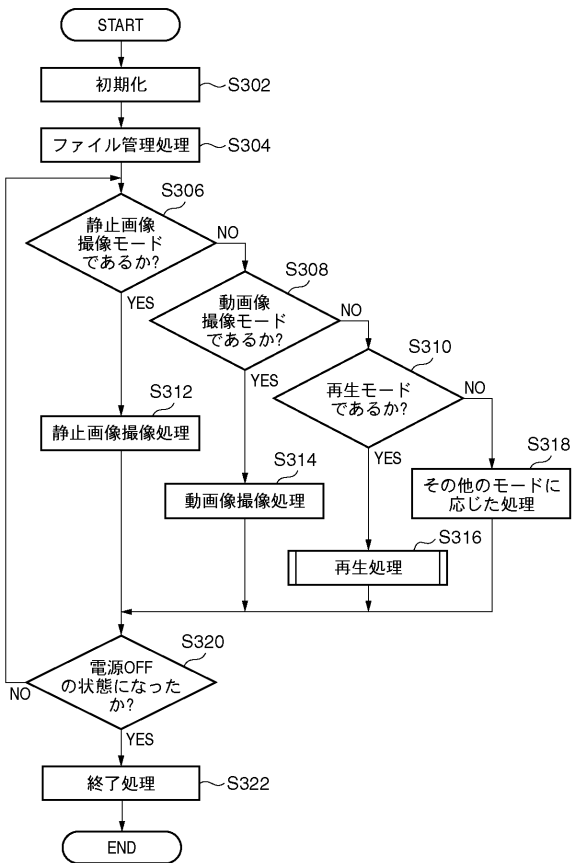 START
初期化
S302
ファイル管理処理
S304
S306
静止画像
撮像モード
であるか?
NO
YES
S308
動画像
撮像モード
であるか?
NO
YES
S310
再生モード
であるか?
NO
YES
S312
静止画像撮像処理
S314
動画像撮像処理
S318
その他のモードに
応じた処理
S316
再生処理
S320
電源OFF
の状態になった
か?
NO
YES
終了処理
S322
END